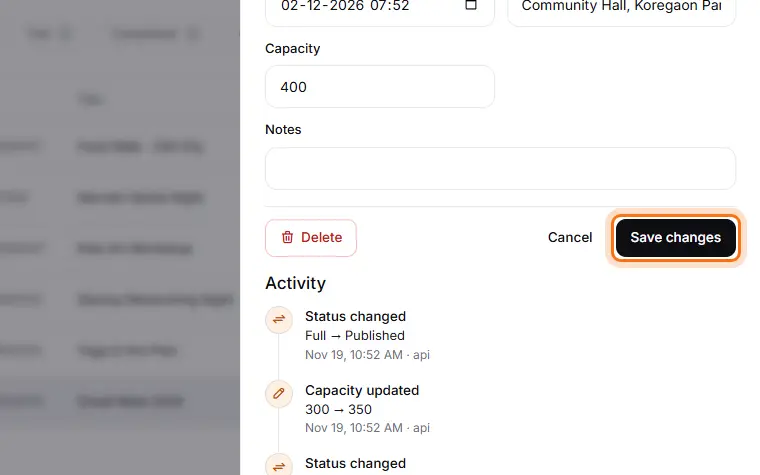 02-12-2026 07:52
Community Hall, Koregaon Par
Capacity
400
Notes
Delete
Cancel
Save changes
Activity
Status changed
Full → Published
Nov 19, 10:52 AM · api
Capacity updated
300 → 350
Nov 19, 10:52 AM · api
Status changed